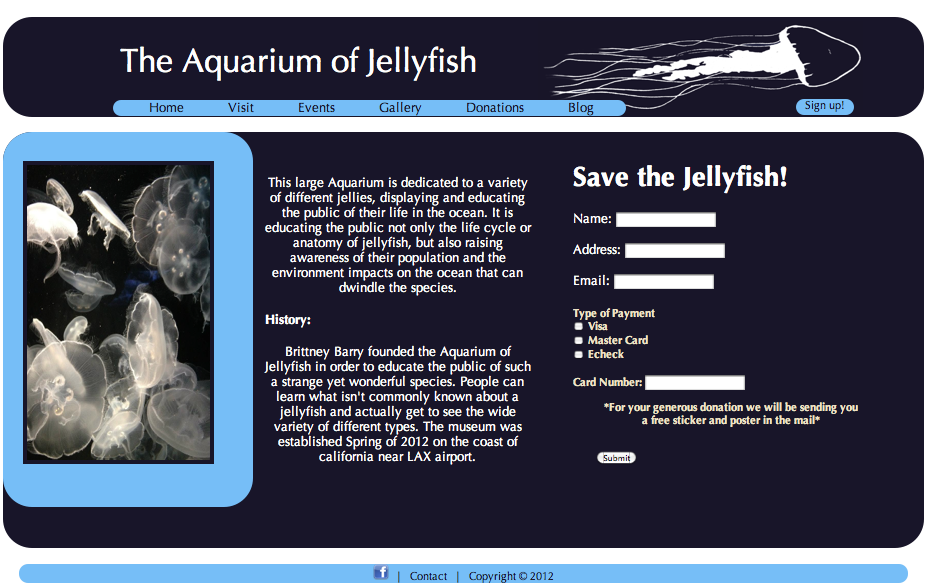 The Aquarium of Jellyfish
Home Visit Events Gallery Donations Blog
Sign up!
This large Aquarium is dedicated to a variety
of different jellies, displaying and educating
the public of their life in the ocean. It is
educating the public not only the life cycle or
anatomy of jellyfish, but also raising
awareness of their population and the
environment impacts on the ocean that can
dwindle the species.
History:
Brittney Barry founded the Aquarium of
Jellyfish in order to educate the public of such
a strange yet wonderful species. People can
learn what isn't commonly known about a
jellyfish and actually get to see the wide
variety of different types. The museum was
established Spring of 2012 on the coast of
california near LAX airport.
Save the Jellyfish!
Name:
Address:
Email:
Type of Payment
Visa
Master Card
Echeck
Card Number:
*For your generous donation we will be sending you
a free sticker and poster in the mail*
Submit
f | Contact | Copyright © 2012